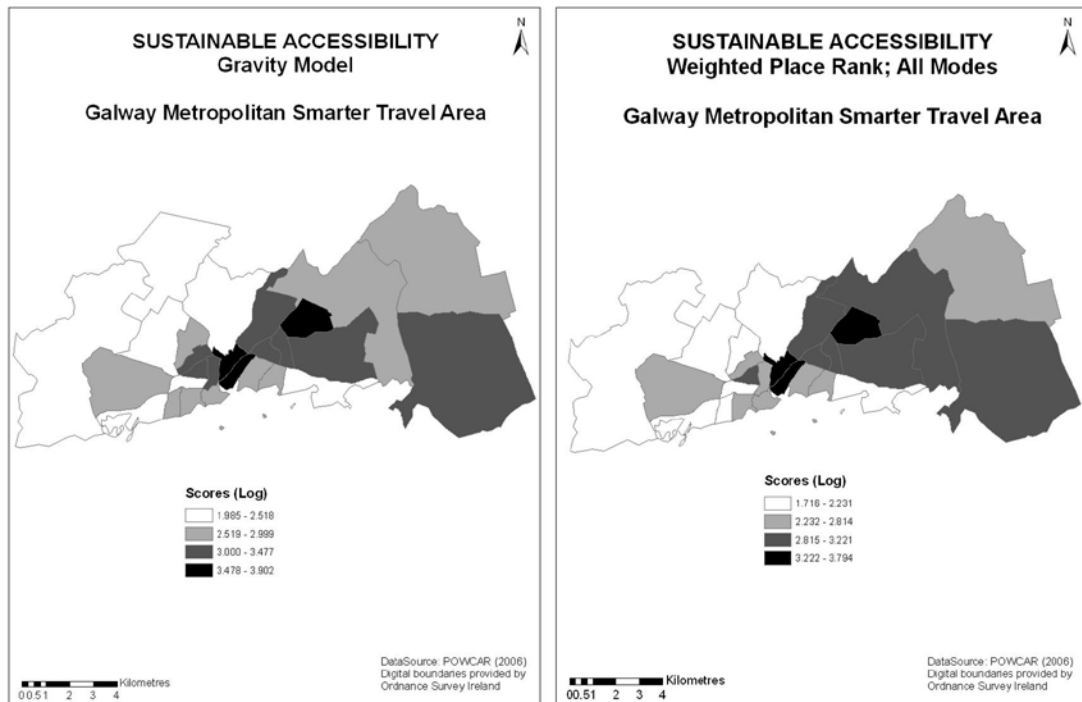 N
SUSTAINABLE ACCESSIBILITY
Gravity Model
Galway Metropolitan Smarter Travel Area
Scores (Log)
1.985 - 2.518
2.519 - 2.999
3.000 - 3.477
3.478 - 3.902
DataSource: POWCAR (2006)
Digital boundaries provided by
Ordnance Survey Ireland
Kilometres
00.51 2 3 4
N
SUSTAINABLE ACCESSIBILITY
Weighted Place Rank; All Modes
Galway Metropolitan Smarter Travel Area
Scores (Log)
1.716 - 2.231
2.232 - 2.814
2.815 - 3.221
3.222 - 3.794
DataSource: POWCAR (2006)
Digital boundaries provided by
Ordnance Survey Ireland
Kilometres
00.51 2 3 4